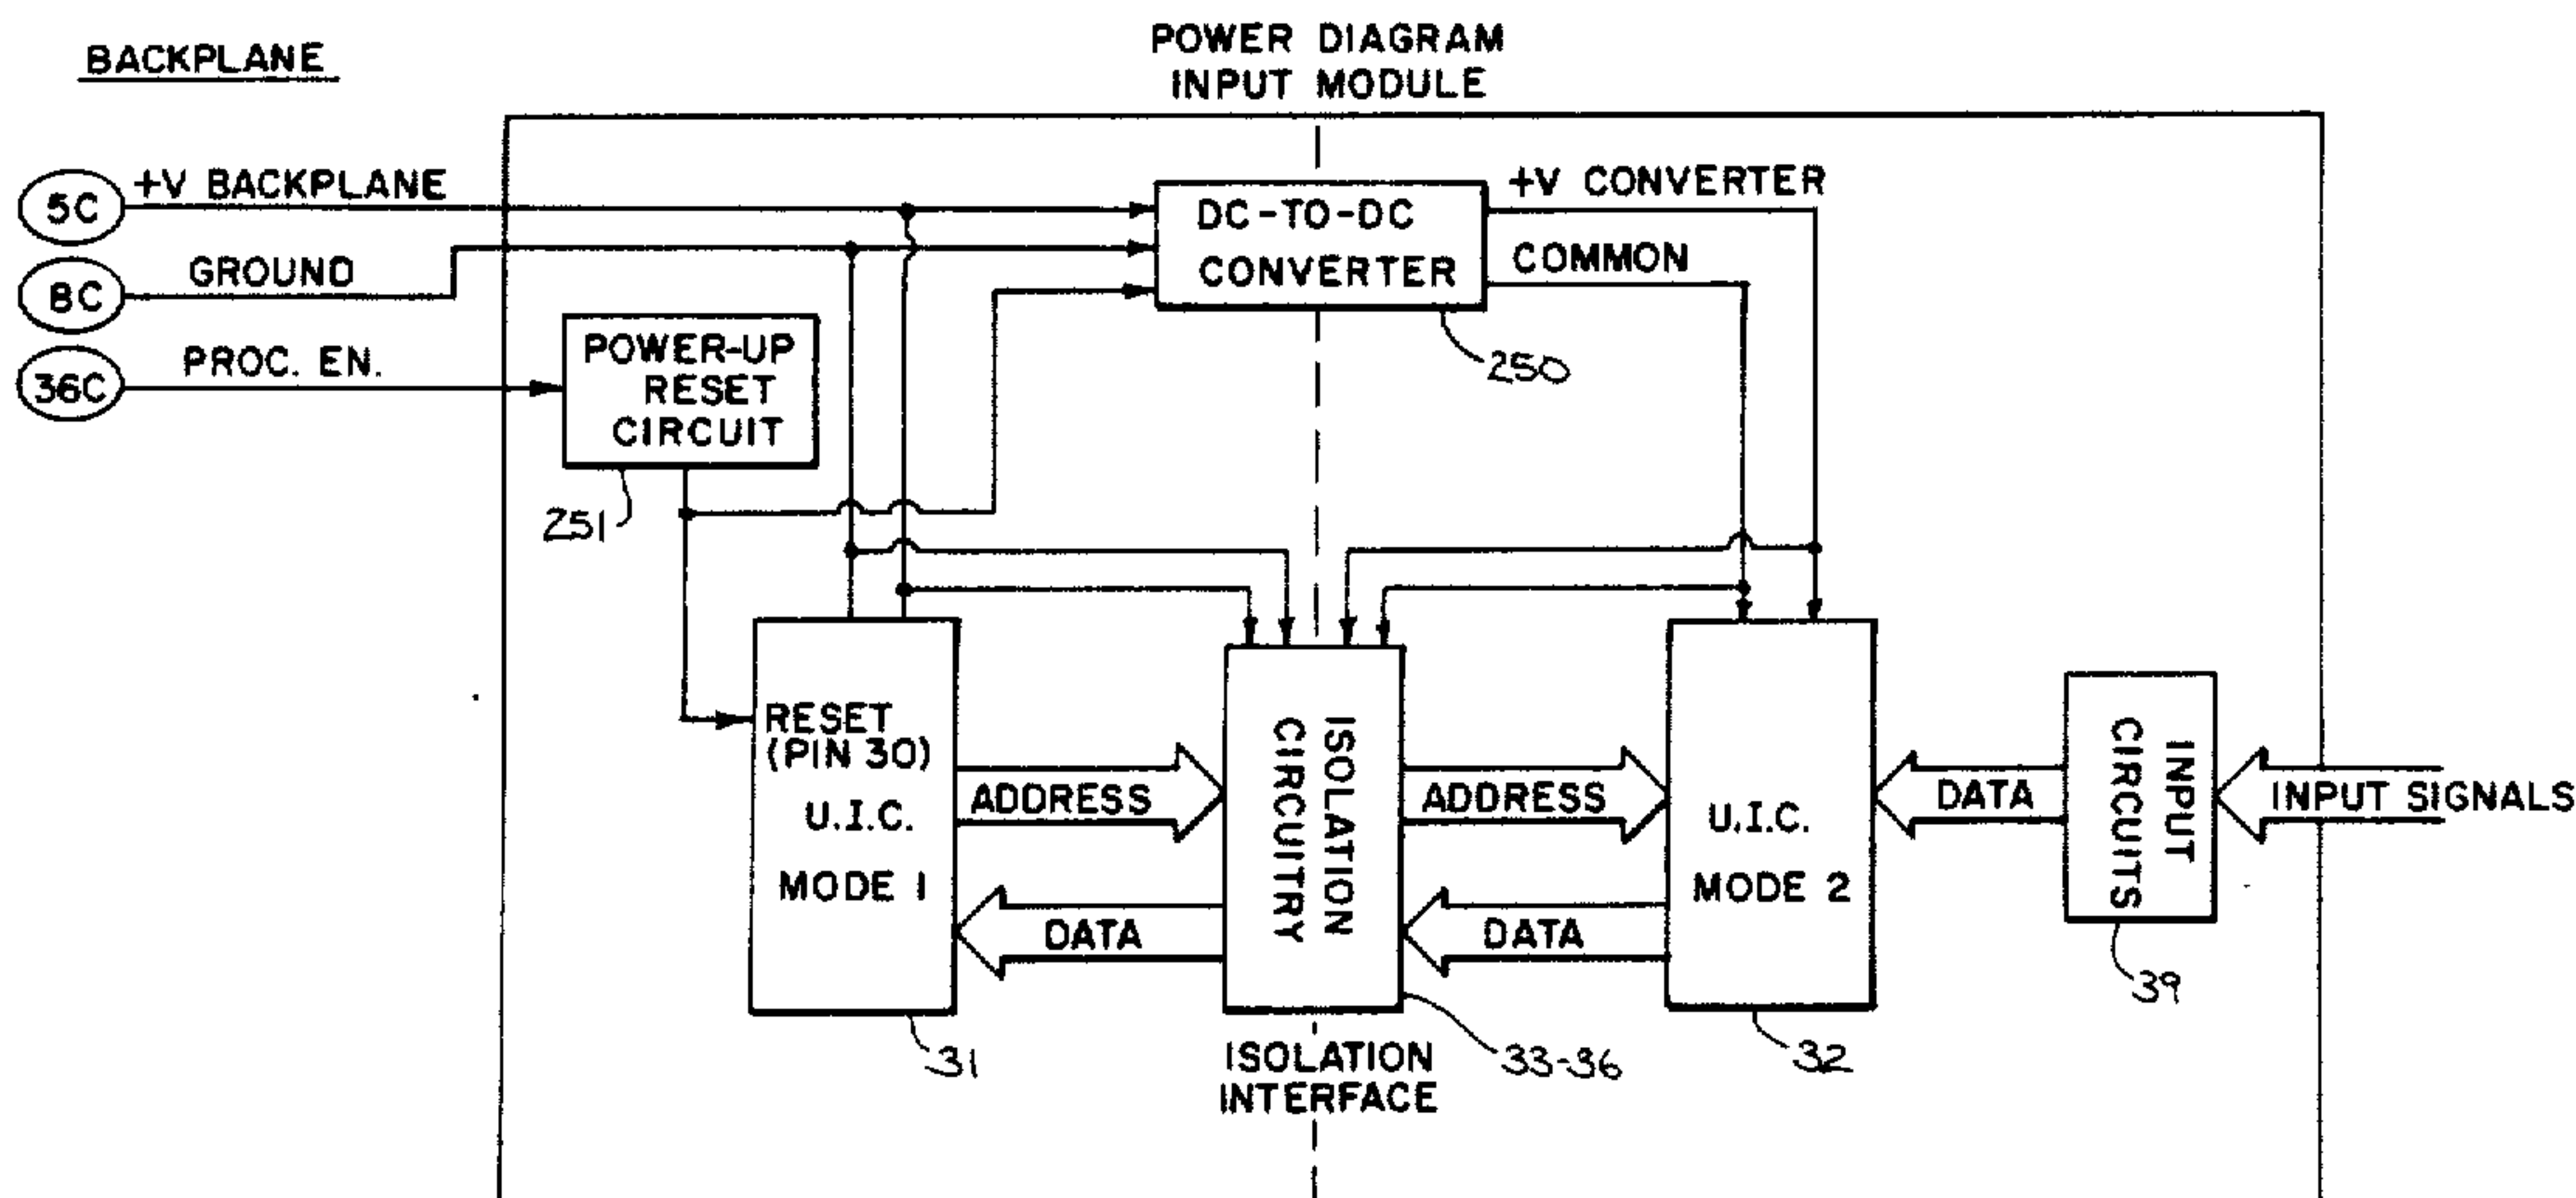 BACKPLANE
POWER DIAGRAM
INPUT MODULE
5C
+V BACKPLANE
8C
GROUND
36C
PROC. EN.
POWER-UP
RESET
CIRCUIT
251
DC-TO-DC
CONVERTER
250
+V CONVERTER
COMMON
RESET
(PIN 30)
U.I.C.
MODE 1
31
ADDRESS
DATA
ISOLATION
CIRCUITRY
33-36
ISOLATION
INTERFACE
ADDRESS
DATA
U.I.C.
MODE 2
32
DATA
INPUT
CIRCUITS
39
INPUT SIGNALS